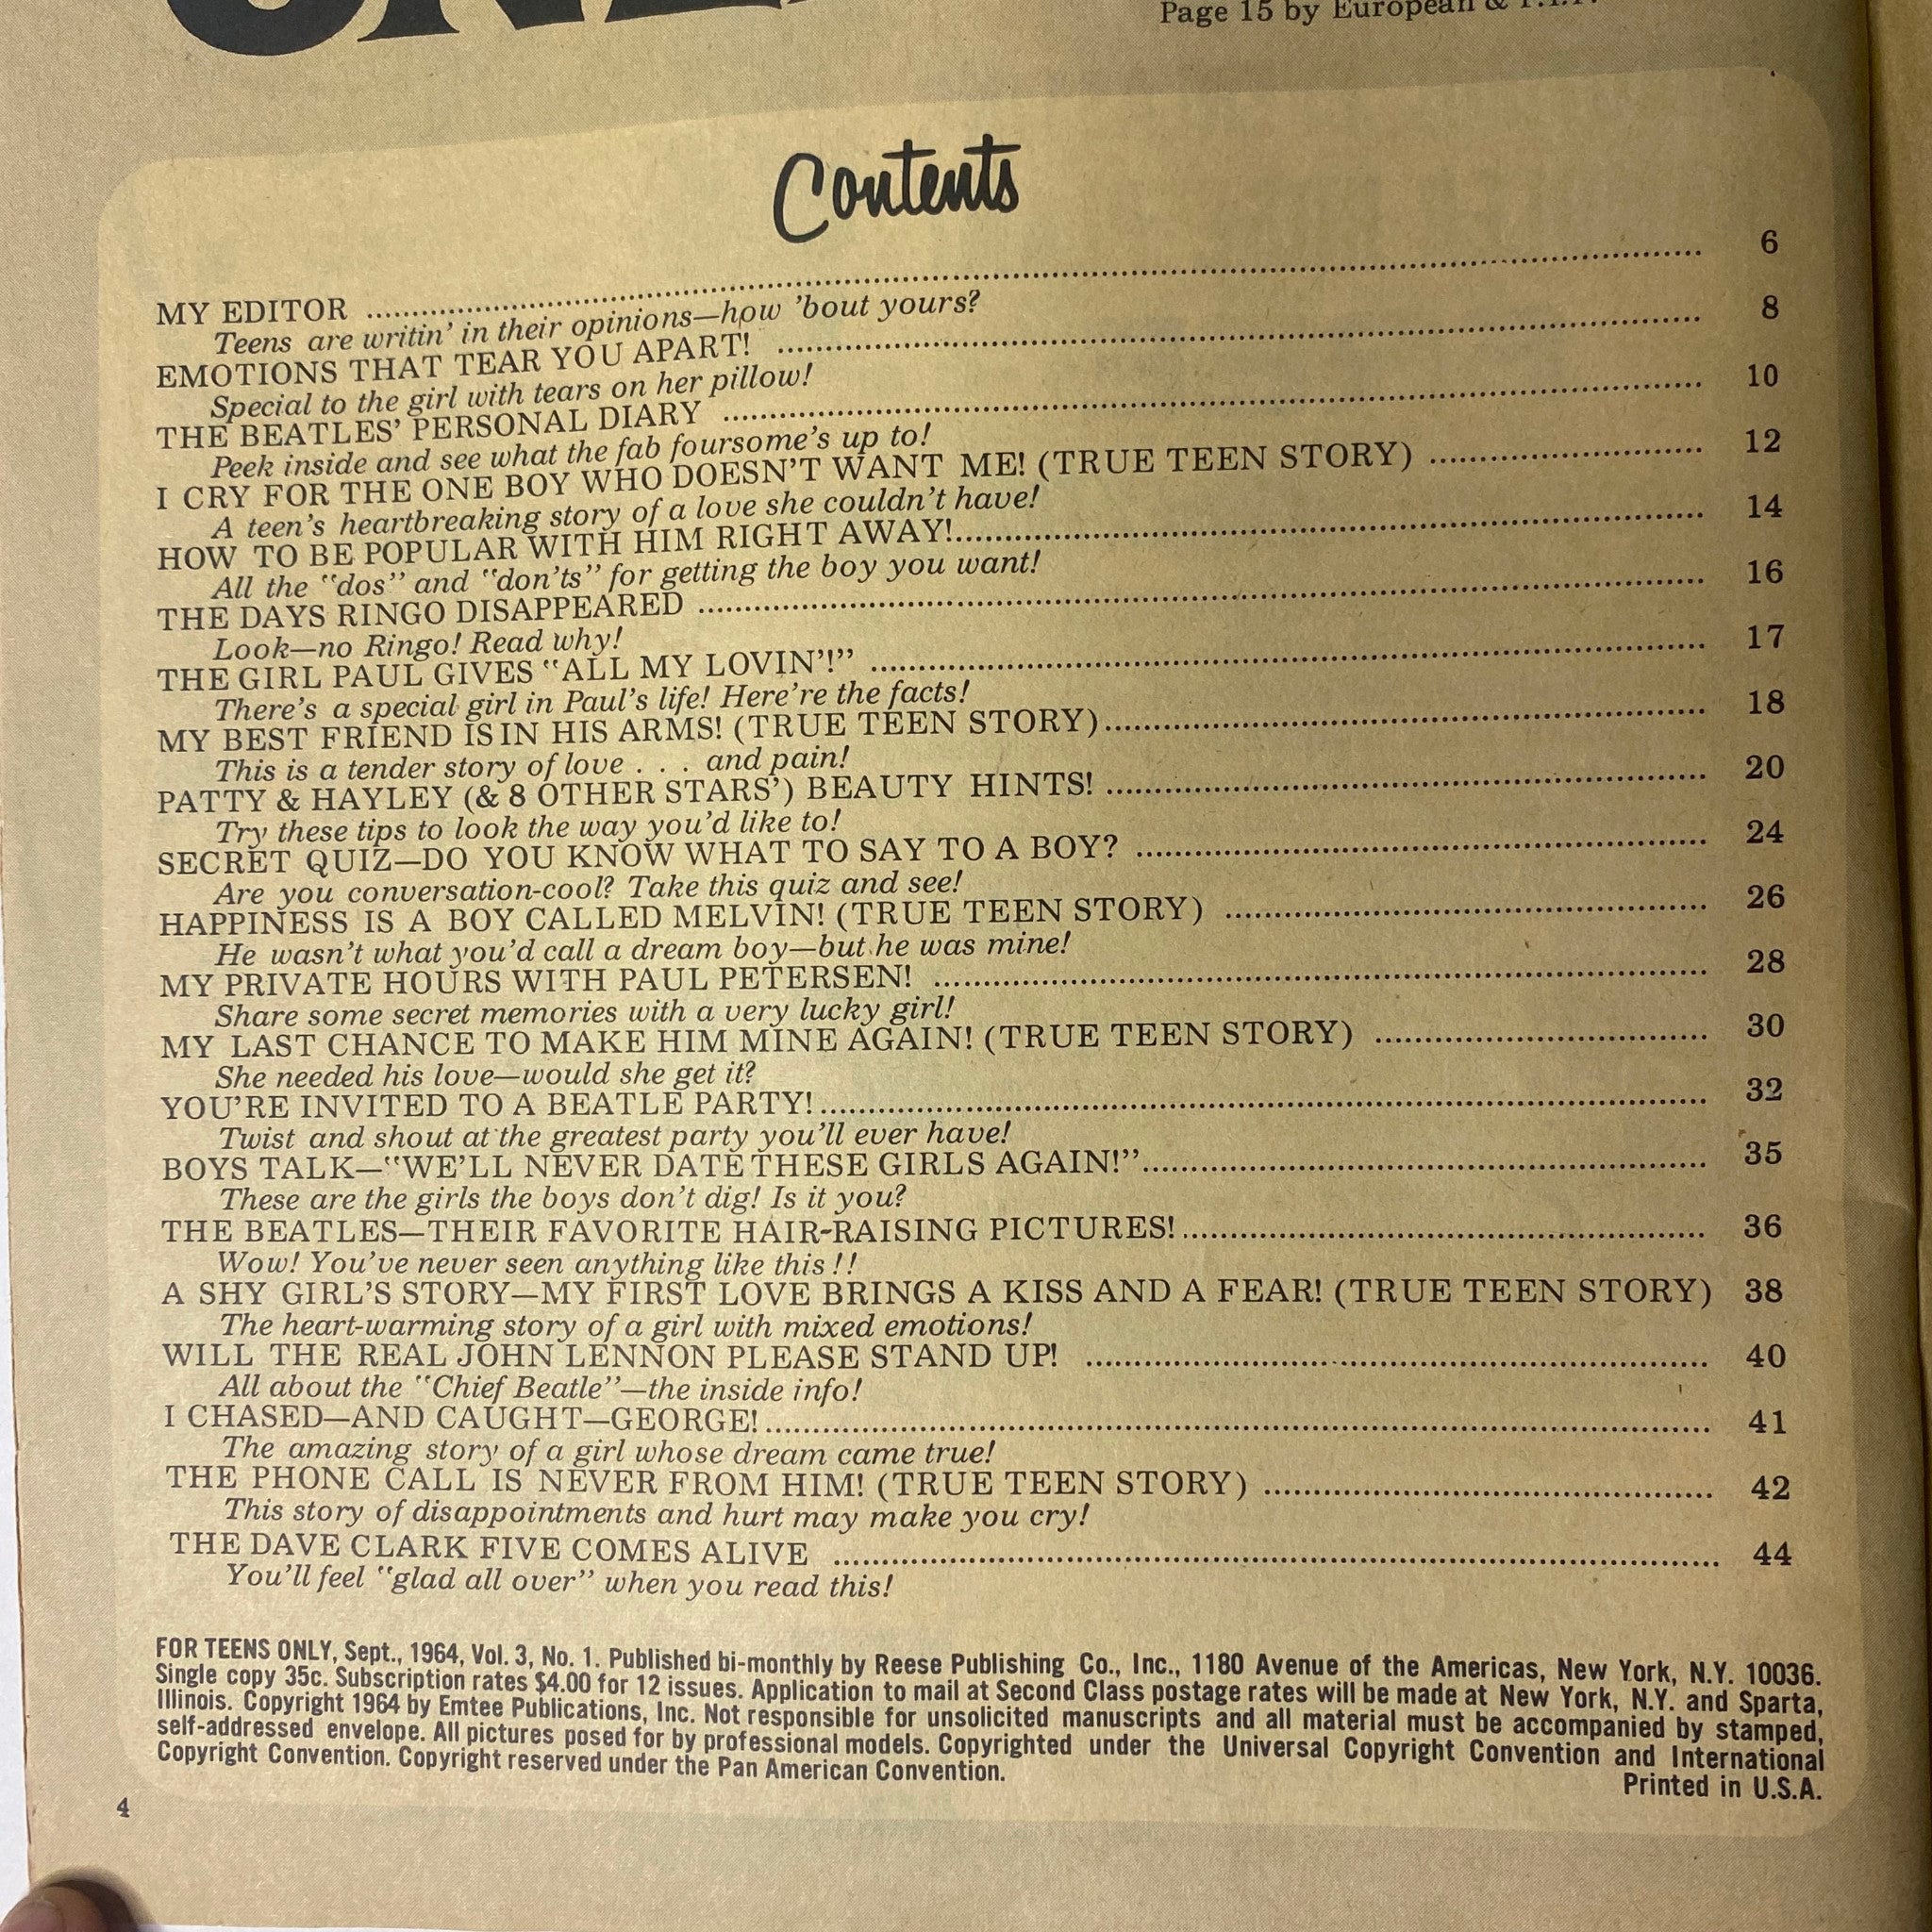 Page 15 by European &
Contents
MY EDITOR .......... 6
Teens are writin' in their opinions—how 'bout yours?
EMOTIONS THAT TEAR YOU APART! .......... 8
Special to the girl with tears on her pillow!
THE BEATLES' PERSONAL DIARY .......... 10
Peek inside and see what the fab foursome's up to!
I CRY FOR THE ONE BOY WHO DOESN'T WANT ME! (TRUE TEEN STORY) .......... 12
A teen's heartbreaking story of a love she couldn't have!
HOW TO BE POPULAR WITH HIM RIGHT AWAY!.......... 14
All the "dos" and "don'ts" for getting the boy you want!
THE DAYS RINGO DISAPPEARED .......... 16
Look—no Ringo! Read why!
THE GIRL PAUL GIVES "ALL MY LOVIN'!" .......... 17
There's a special girl in Paul's life! Here're the facts!
MY BEST FRIEND IS IN HIS ARMS! (TRUE TEEN STORY).......... 18
This is a tender story of love . . . and pain!
PATTY & HAYLEY (& 8 OTHER STARS') BEAUTY HINTS! .......... 20
Try these tips to look the way you'd like to!
SECRET QUIZ—DO YOU KNOW WHAT TO SAY TO A BOY? .......... 24
Are you conversation-cool? Take this quiz and see!
HAPPINESS IS A BOY CALLED MELVIN! (TRUE TEEN STORY) .......... 26
He wasn't what you'd call a dream boy—but he was mine!
MY PRIVATE HOURS WITH PAUL PETERSEN! .......... 28
Share some secret memories with a very lucky girl!
MY LAST CHANCE TO MAKE HIM MINE AGAIN! (TRUE TEEN STORY) .......... 30
She needed his love—would she get it?
YOU'RE INVITED TO A BEATLE PARTY!.......... 32
Twist and shout at the greatest party you'll ever have!
BOYS TALK—"WE'LL NEVER DATE THESE GIRLS AGAIN!".......... 35
These are the girls the boys don't dig! Is it you?
THE BEATLES—THEIR FAVORITE HAIR-RAISING PICTURES!.......... 36
Wow! You've never seen anything like this!!
A SHY GIRL'S STORY—MY FIRST LOVE BRINGS A KISS AND A FEAR! (TRUE TEEN STORY) 38
The heart-warming story of a girl with mixed emotions!
WILL THE REAL JOHN LENNON PLEASE STAND UP! .......... 40
All about the "Chief Beatle"—the inside info!
I CHASED—AND CAUGHT—GEORGE!.......... 41
The amazing story of a girl whose dream came true!
THE PHONE CALL IS NEVER FROM HIM! (TRUE TEEN STORY) .......... 42
This story of disappointments and hurt may make you cry!
THE DAVE CLARK FIVE COMES ALIVE .......... 44
You'll feel "glad all over" when you read this!
FOR TEENS ONLY, Sept., 1964, Vol. 3, No. 1. Published bi-monthly by Reese Publishing Co., Inc., 1180 Avenue of the Americas, New York, N.Y. 10036.
Single copy 35c. Subscription rates $4.00 for 12 issues. Application to mail at Second Class postage rates will be made at New York, N.Y. and Sparta,
Illinois. Copyright 1964 by Emtee Publications, Inc. Not responsible for unsolicited manuscripts and all material must be accompanied by stamped,
self-addressed envelope. All pictures posed for by professional models. Copyrighted under the Universal Copyright Convention and International
Copyright Convention. Copyright reserved under the Pan American Convention.
Printed in U.S.A.
4